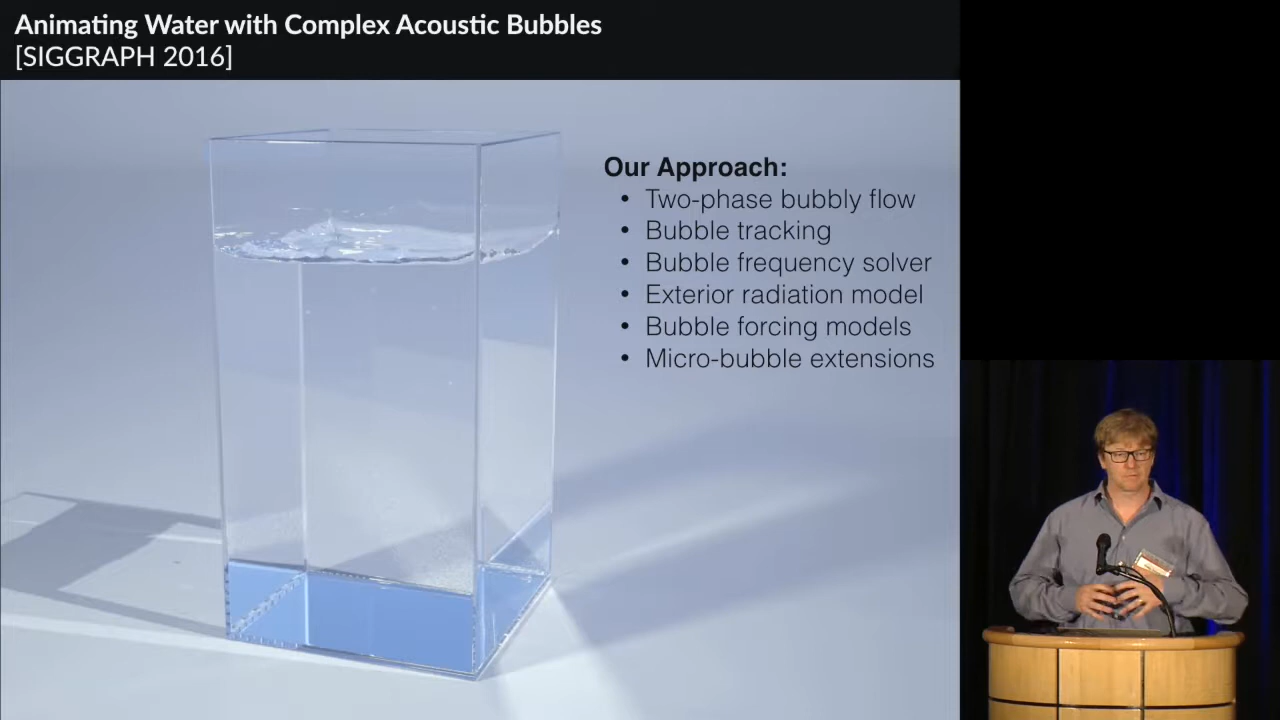 Animating Water with Complex Acoustic Bubbles
[SIGGRAPH 2016]
Our Approach:
• Two-phase bubbly flow
• Bubble tracking
• Bubble frequency solver
• Exterior radiation model
• Bubble forcing models
• Micro-bubble extensions